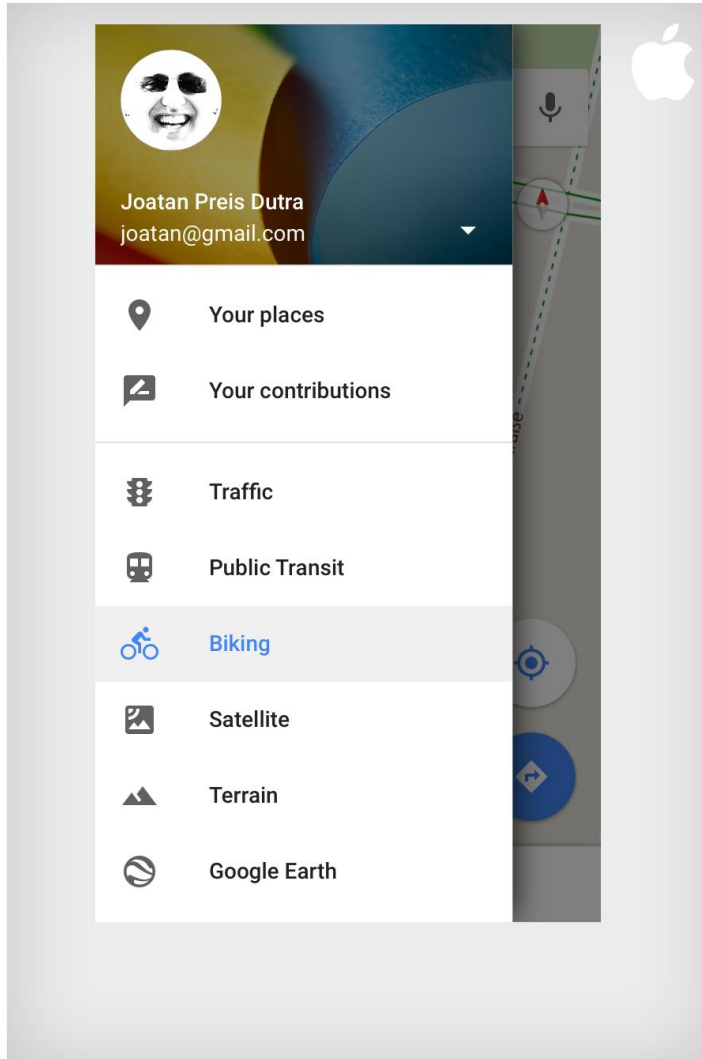 Joatan Preis Dutra
joatan@gmail.com
Your places
Your contributions
Traffic
Public Transit
Biking
Satellite
Terrain
Google Earth